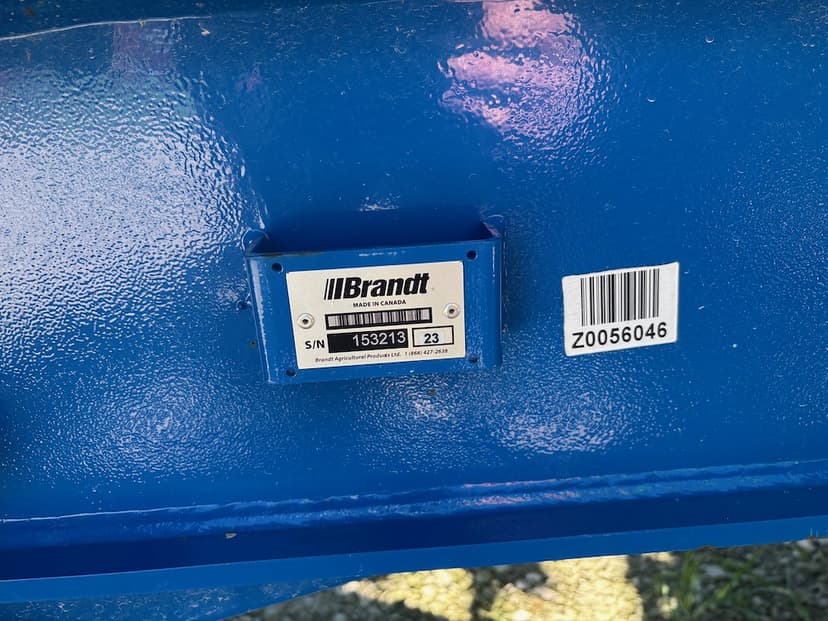 Brandt
MADE IN CANADA
S/N 153213 23
Brandt Agricultural Products Ltd. 1 (866) 427-2638
Z0056046